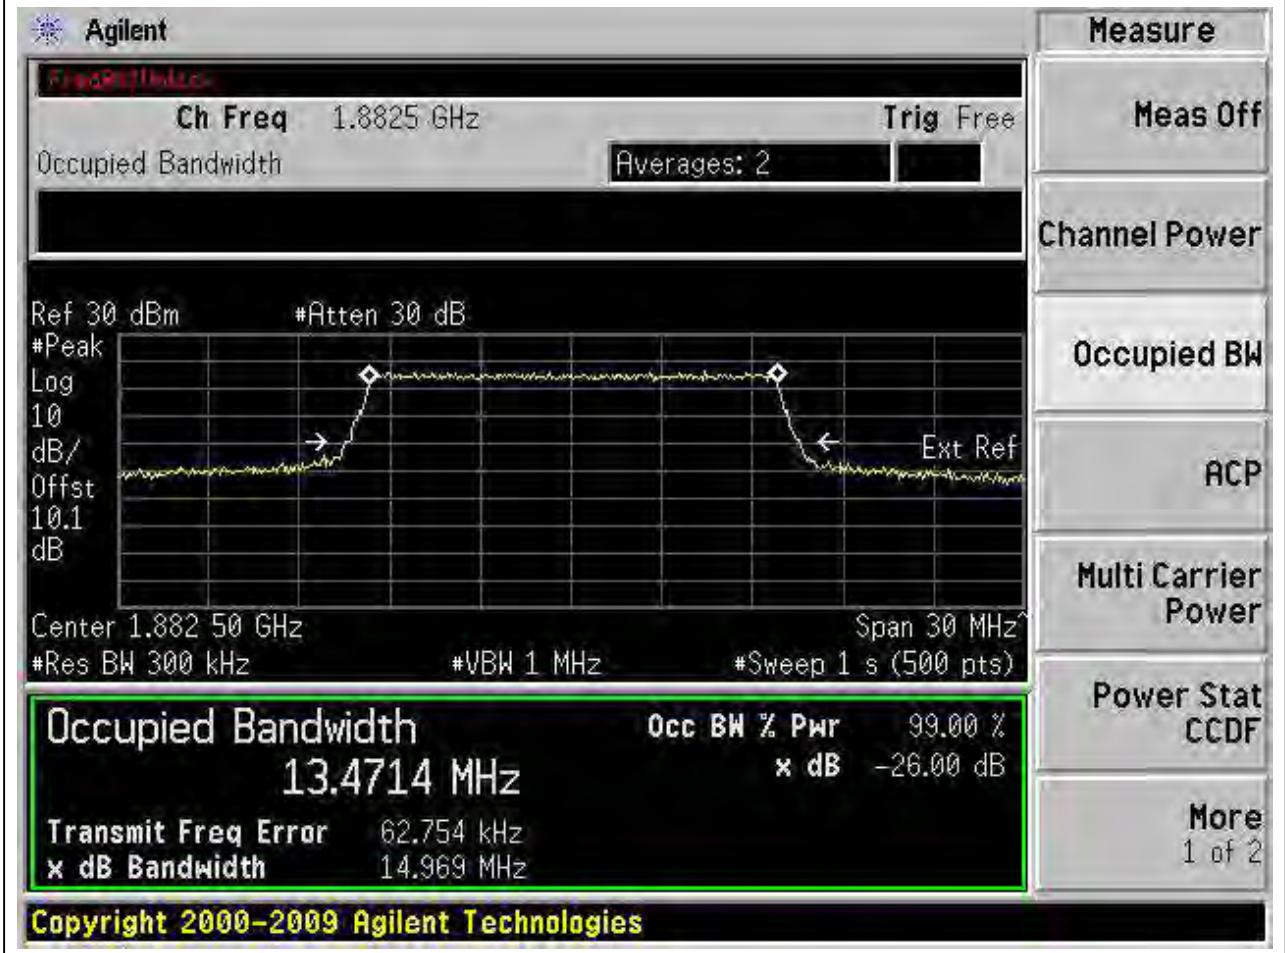 Agilent
Measure
Ch Freq 1.8825 GHz Trig Free
Occupied Bandwidth Averages: 2
Meas Off
Channel Power
Occupied BW
ACP
Multi Carrier
Power
Power Stat
CCDF
More
1 of 2
Ref 30 dBm #Atten 30 dB
#Peak
Log
10
dB/
Offst
10.1
dB
Ext Ref
Center 1.882 50 GHz Span 30 MHz^
#Res BW 300 kHz #VBW 1 MHz #Sweep 1 s (500 pts)
Occupied Bandwidth Occ BW % Pwr 99.00 %
13.4714 MHz x dB -26.00 dB
Transmit Freq Error 62.754 kHz
x dB Bandwidth 14.969 MHz
Copyright 2000-2009 Agilent Technologies